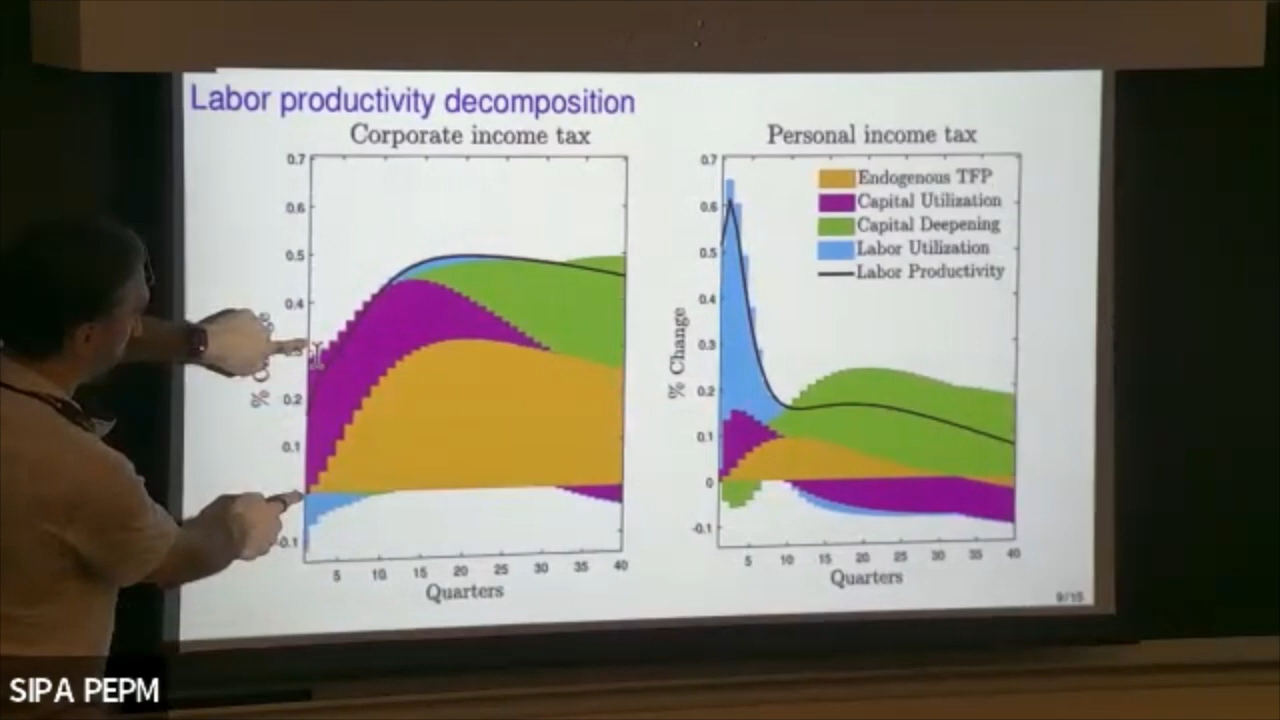 Labor productivity decomposition
Corporate income tax
0.7
0.6
0.5
0.4
0.2
0.1
-0.1
5
10
15
20
25
30
35
40
Quarters
Personal income tax
Endogenous TFP
Capital Utilization
Capital Deepening
Labor Utilization
Labor Productivity
0.7
0.6
0.5
0.4
0.3
0.2
0.1
0
-0.1
% Change
5
10
15
20
25
30
35
40
Quarters
9/15
SIPA PEPM